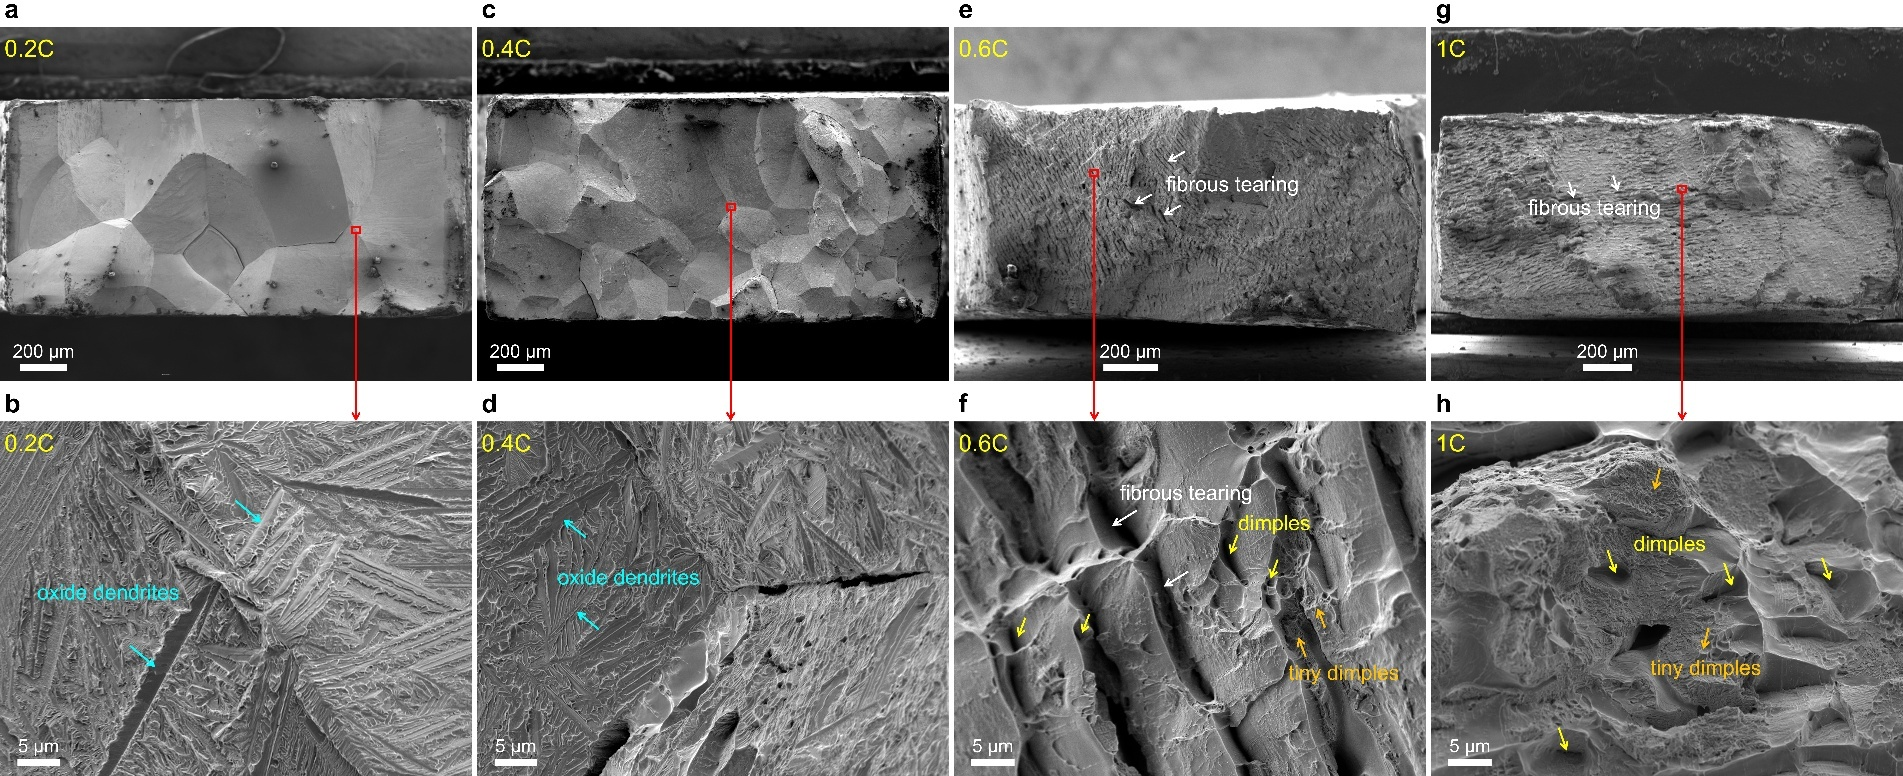 a
c
e
g
0.2C
0.4C
0.6C
1C
fibrous tearing
fibrous tearing
200 µm
200 µm
200 µm
200 µm
b
d
f
h
0.2C
0.4C
0.6C
1C
fibrous tearing
dimples
dimples
oxide dendrites
oxide dendrites
tiny dimples
tiny dimples
5 µm
5 µm
5 µm
5 µm